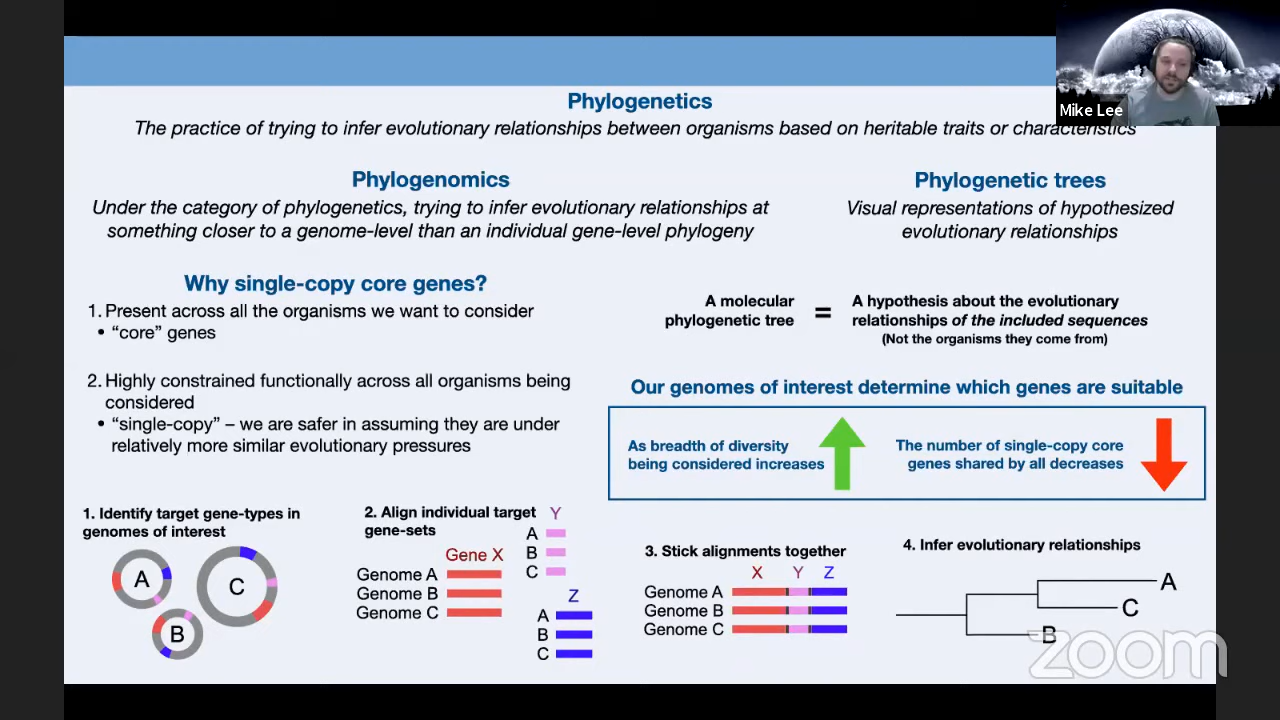 Mike Lee
Phylogenetics
The practice of trying to infer evolutionary relationships between organisms based on heritable traits or characteristics
Phylogenomics
Under the category of phylogenetics, trying to infer evolutionary relationships at
something closer to a genome-level than an individual gene-level phylogeny
Phylogenetic trees
Visual representations of hypothesized
evolutionary relationships
Why single-copy core genes?
1. Present across all the organisms we want to consider
• “core” genes
2. Highly constrained functionally across all organisms being
considered
• “single-copy” – we are safer in assuming they are under
relatively more similar evolutionary pressures
A molecular
phylogenetic tree
=
A hypothesis about the evolutionary
relationships of the included sequences
(Not the organisms they come from)
Our genomes of interest determine which genes are suitable
As breadth of diversity
being considered increases
The number of single-copy core
genes shared by all decreases
1. Identify target gene-types in
genomes of interest
A
B
C
2. Align individual target
gene-sets
Gene X
Genome A
Genome B
Genome C
Y
A
B
C
Z
A
B
C
3. Stick alignments together
X Y Z
Genome A
Genome B
Genome C
4. Infer evolutionary relationships
A
C
B
zoom